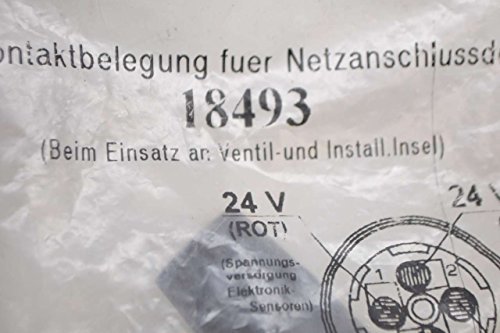 ontaktbelegung fuer Netzanschlussd
18493
(Beim Einsatz an Ventil-und Install.Insel)
24 V
24 V
(ROT)
(Spannungs-
versorgung
Elektronik-
Sensoren)
1
2